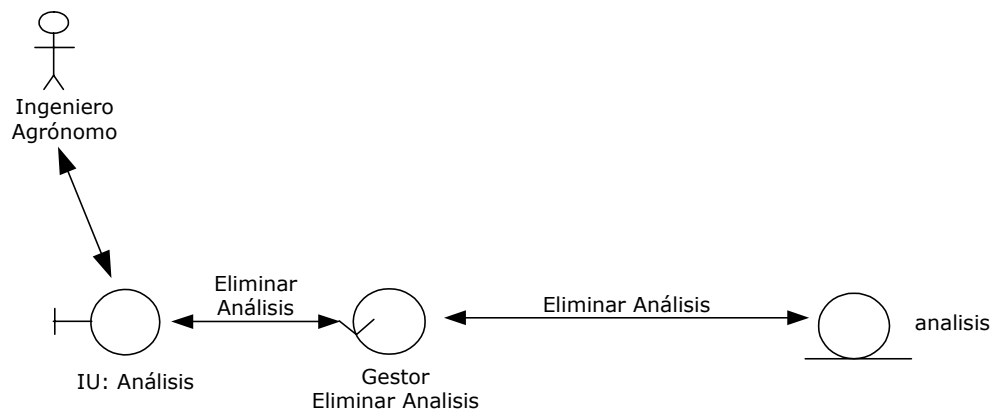 Ingeniero
Agrónomo
Eliminar
Análisis
Eliminar Análisis
analisis
IU: Análisis
Gestor
Eliminar Analisis